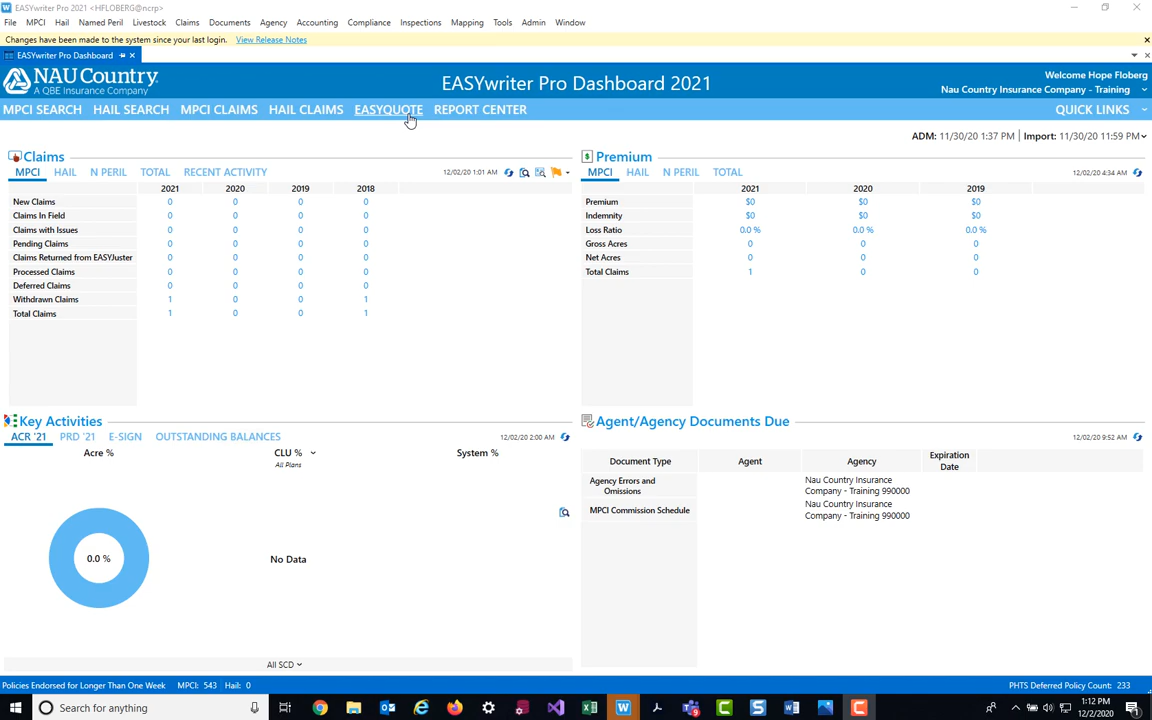 EASYwriter Pro 2021 - <HFLOBERG@ncrp>
File MPCI Hail Named Peril Livestock Claims Documents Agency Accounting Compliance Inspections Mapping Tools Admin Window
Changes have been made to the system since your last login. View Release Notes
EASYwriter Pro Dashboard
NAU Country
A QBE Insurance Company
EASYwriter Pro Dashboard 2021
Welcome Hope Floberg
Nau Country Insurance Company - Training
MPCI SEARCH HAIL SEARCH MPCI CLAIMS HAIL CLAIMS EASYQUOTE REPORT CENTER QUICK LINKS
ADM: 11/30/20 1:37 PM | Import: 11/30/20 11:59 PM
Claims
MPCI HAIL N PERIL TOTAL RECENT ACTIVITY 12/02/20 1:01 AM
2021 2020 2019 2018
New Claims 0 0 0 0
Claims In Field 0 0 0 0
Claims with Issues 0 0 0 0
Pending Claims 0 0 0 0
Claims Returned from EASYJuster 0 0 0 0
Processed Claims 0 0 0 0
Deferred Claims 0 0 0 0
Withdrawn Claims 1 0 0 1
Total Claims 1 0 0 1
Premium
MPCI HAIL N PERIL TOTAL 12/02/20 4:34 AM
2021 2020 2019
Premium $0 $0 $0
Indemnity $0 $0 $0
Loss Ratio 0.0 % 0.0 % 0.0 %
Gross Acres 0 0 0
Net Acres 0 0 0
Total Claims 1 0 0
Key Activities
ACR '21 PRD '21 E-SIGN OUTSTANDING BALANCES 12/02/20 2:00 AM
Acre % CLU % System %
All Plans
0.0 % No Data
All SCD
Agent/Agency Documents Due
12/02/20 9:52 AM
Document Type Agent Agency Expiration Date
Agency Errors and Omissions Nau Country Insurance Company - Training 990000
MPCI Commission Schedule Nau Country Insurance Company - Training 990000
Policies Endorsed for Longer Than One Week MPCI: 543 Hail: 0 PHTS Deferred Policy Count: 233
Search for anything
1:12 PM
12/2/2020